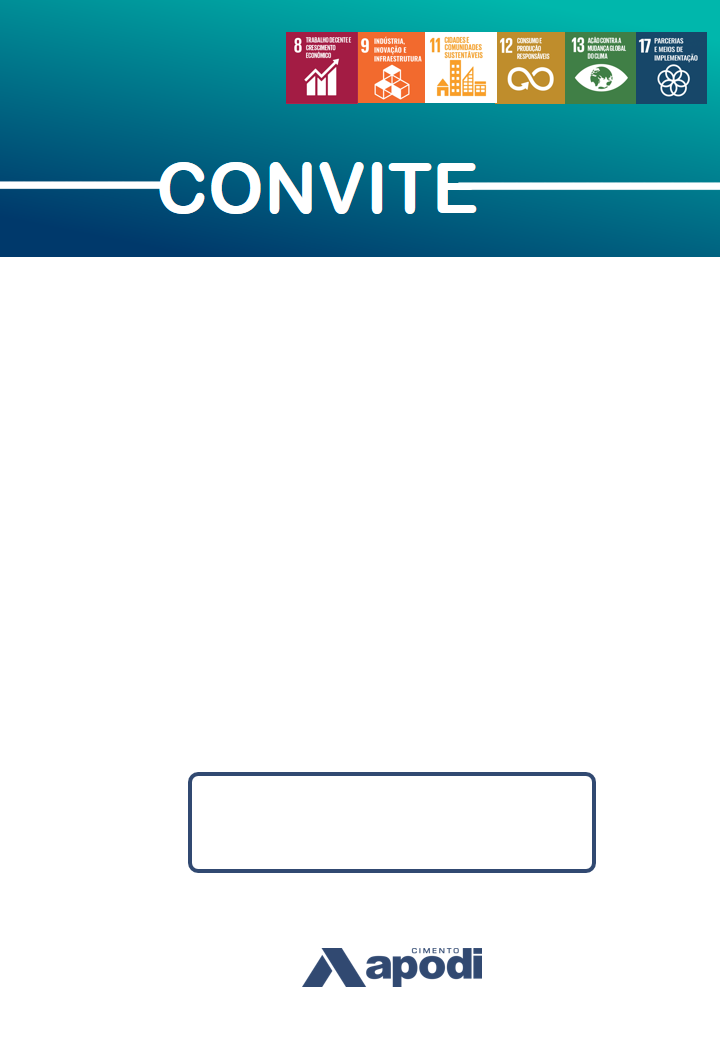 8 TRABALHO DECENTE E
CRESCIMENTO
ECONÔMICO
9 INDÚSTRIA,
INOVAÇÃO E
INFRAESTRUTURA
11 CIDADES E
COMUNIDADES
SUSTENTÁVEIS
12 CONSUMO E
PRODUÇÃO
RESPONSÁVEIS
13 AÇÃO CONTRA A
MUDANÇA GLOBAL
DO CLIMA
17 PARCERIAS
E MEIOS DE
IMPLEMENTAÇÃO
CONVITE
CIMENTO
apodi